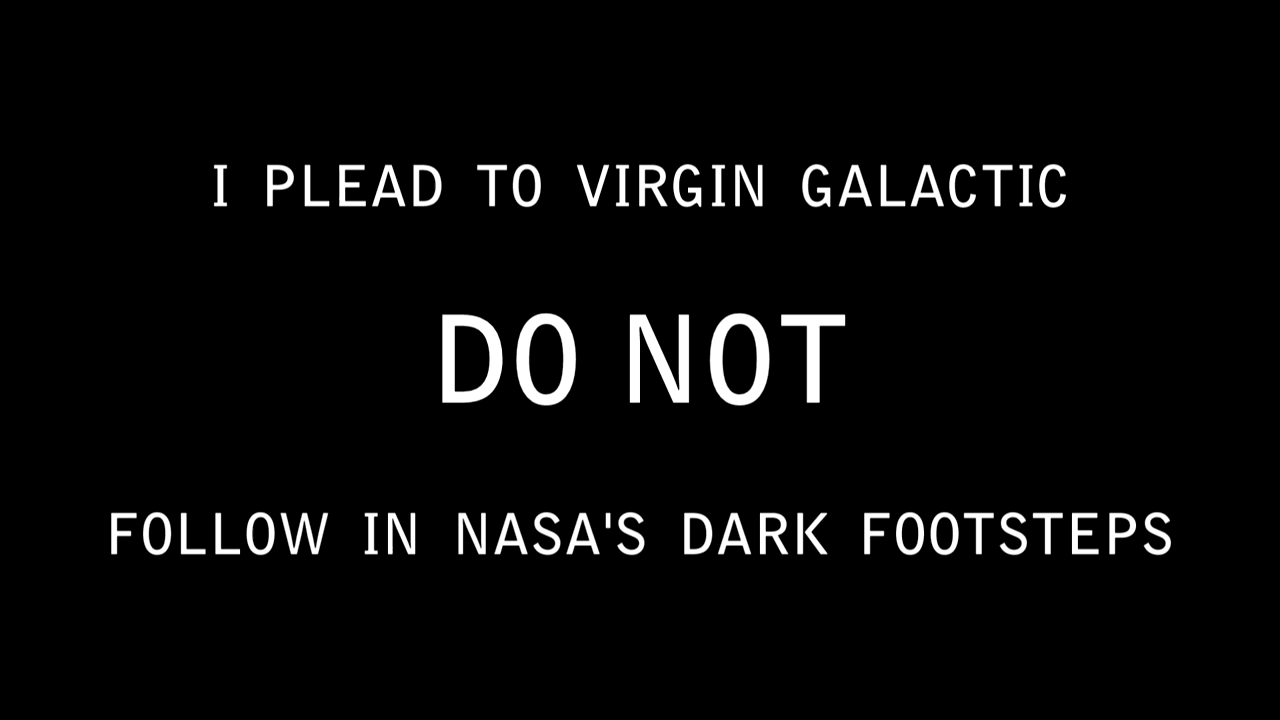 I PLEAD TO VIRGIN GALACTIC
DO NOT
FOLLOW IN NASA'S DARK FOOTSTEPS